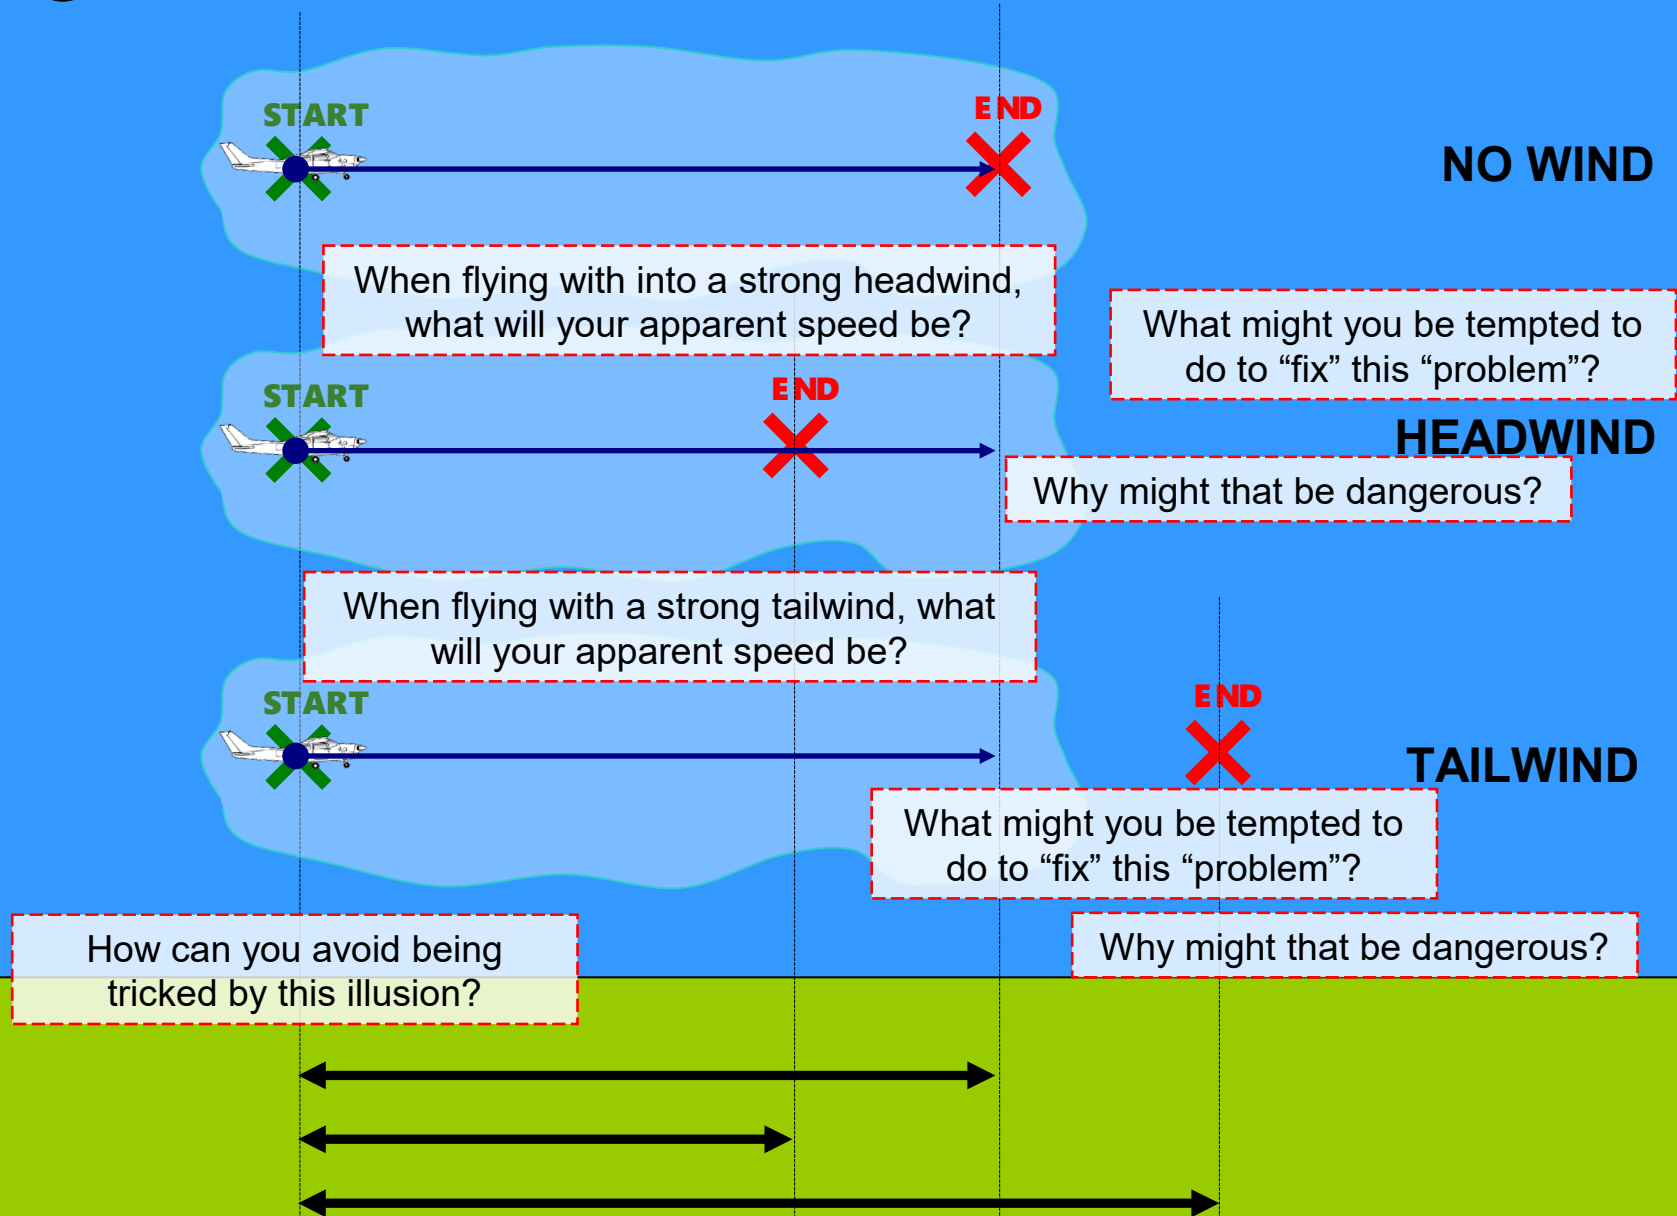 START
END
NO WIND
When flying with into a strong headwind,
what will your apparent speed be?
What might you be tempted to
do to “fix” this “problem”?
START
END
HEADWIND
Why might that be dangerous?
When flying with a strong tailwind, what
will your apparent speed be?
START
END
TAILWIND
What might you be tempted to
do to “fix” this “problem”?
Why might that be dangerous?
How can you avoid being
tricked by this illusion?